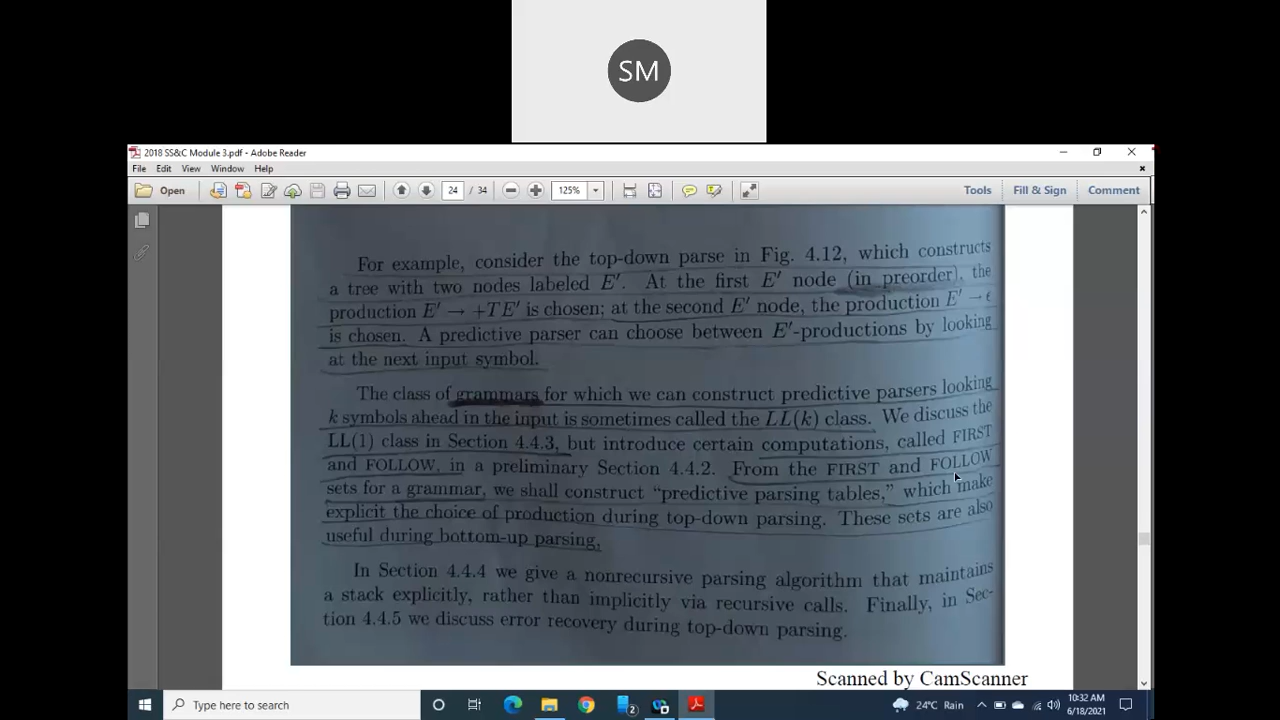 SM
2018 SS&C Module 3.pdf - Adobe Reader
File Edit View Window Help
Open 24 / 34 125% Tools Fill & Sign Comment
For example, consider the top-down parse in Fig. 4.12, which constructs
a tree with two nodes labeled E′. At the first E′ node (in preorder), the
production E′ → +TE′ is chosen; at the second E′ node, the production E′ → ϵ
is chosen. A predictive parser can choose between E′-productions by looking
at the next input symbol.
The class of grammars for which we can construct predictive parsers looking
k symbols ahead in the input is sometimes called the LL(k) class. We discuss the
LL(1) class in Section 4.4.3, but introduce certain computations, called FIRST
and FOLLOW, in a preliminary Section 4.4.2. From the FIRST and FOLLOW
sets for a grammar, we shall construct “predictive parsing tables,” which make
explicit the choice of production during top-down parsing. These sets are also
useful during bottom-up parsing.
In Section 4.4.4 we give a nonrecursive parsing algorithm that maintains
a stack explicitly, rather than implicitly via recursive calls. Finally, in Sec-
tion 4.4.5 we discuss error recovery during top-down parsing.
Scanned by CamScanner
Type here to search
2
24°C Rain
10:32 AM
6/18/2021